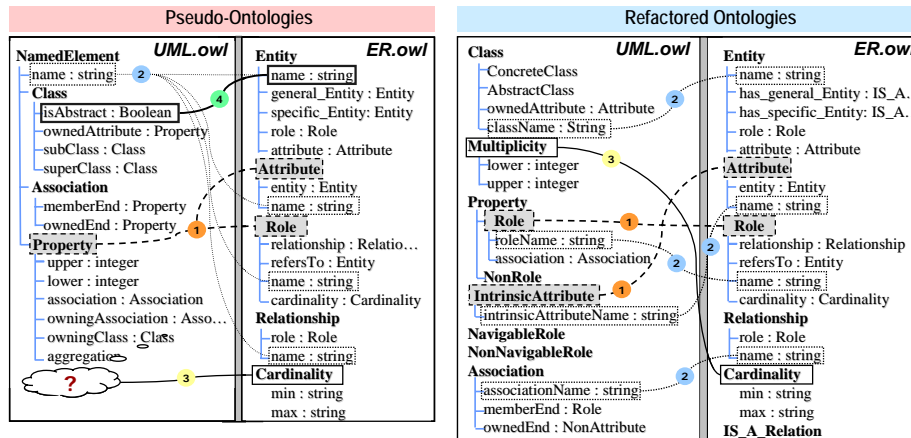 Pseudo-Ontologies
UML.owl
NamedElement
name : string
Class
isAbstract : Boolean
ownedAttribute : Property
subClass : Class
superClass : Class
Association
memberEnd : Property
ownedEnd : Property
Property
upper : integer
lower : integer
association : Association
owningAssociation : Asso…
owningClass : Class
aggregation
?
2
4
1
3
ER.owl
Entity
name : string
general_Entity : Entity
specific_Entity: Entity
role : Role
attribute : Attribute
Attribute
entity : Entity
name : string
Role
relationship : Relatio…
refersTo : Entity
name : string
cardinality : Cardinality
Relationship
role : Role
name : string
Cardinality
min : string
max : string
Refactored Ontologies
UML.owl
Class
ConcreteClass
AbstractClass
ownedAttribute : Attribute
className : String
Multiplicity
lower : integer
upper : integer
Property
Role
roleName : string
association : Association
NonRole
IntrinsicAttribute
intrinsicAttributeName : string
NavigableRole
NonNavigableRole
Association
associationName : string
memberEnd : Role
ownedEnd : NonAttribute
2
3
1
2
2
1
2
ER.owl
Entity
name : string
has_general_Entity : IS_A..
has_specific_Entity: IS_A..
role : Role
attribute : Attribute
Attribute
entity : Entity
name : string
Role
relationship : Relationship
refersTo : Entity
name : string
cardinality : Cardinality
Relationship
role : Role
name : string
Cardinality
min : string
max : string
IS_A_Relation